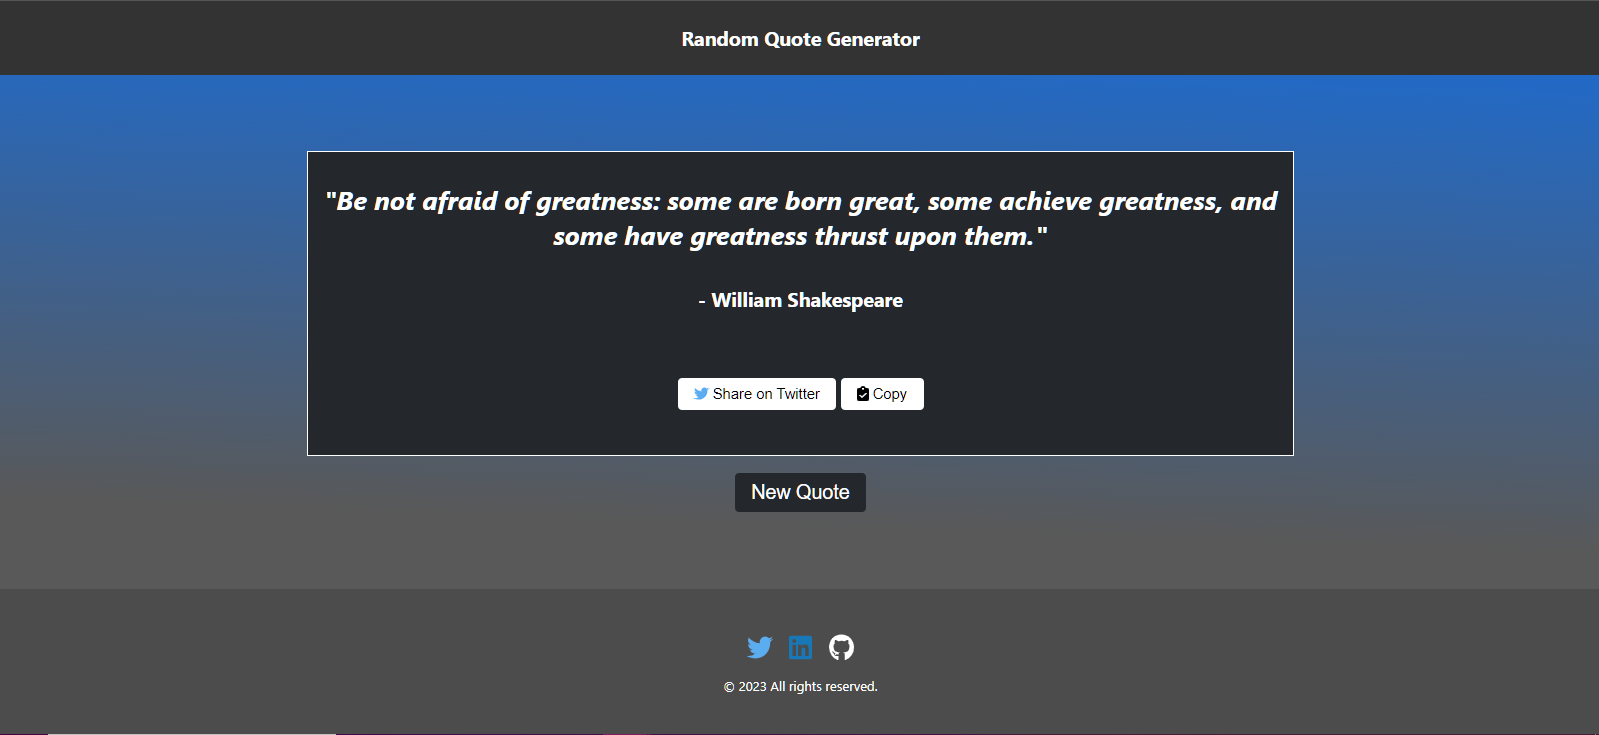 Random Quote Generator
"Be not afraid of greatness: some are born great, some achieve greatness, and
some have greatness thrust upon them."
- William Shakespeare
Share on Twitter
Copy
New Quote
© 2023 All rights reserved.